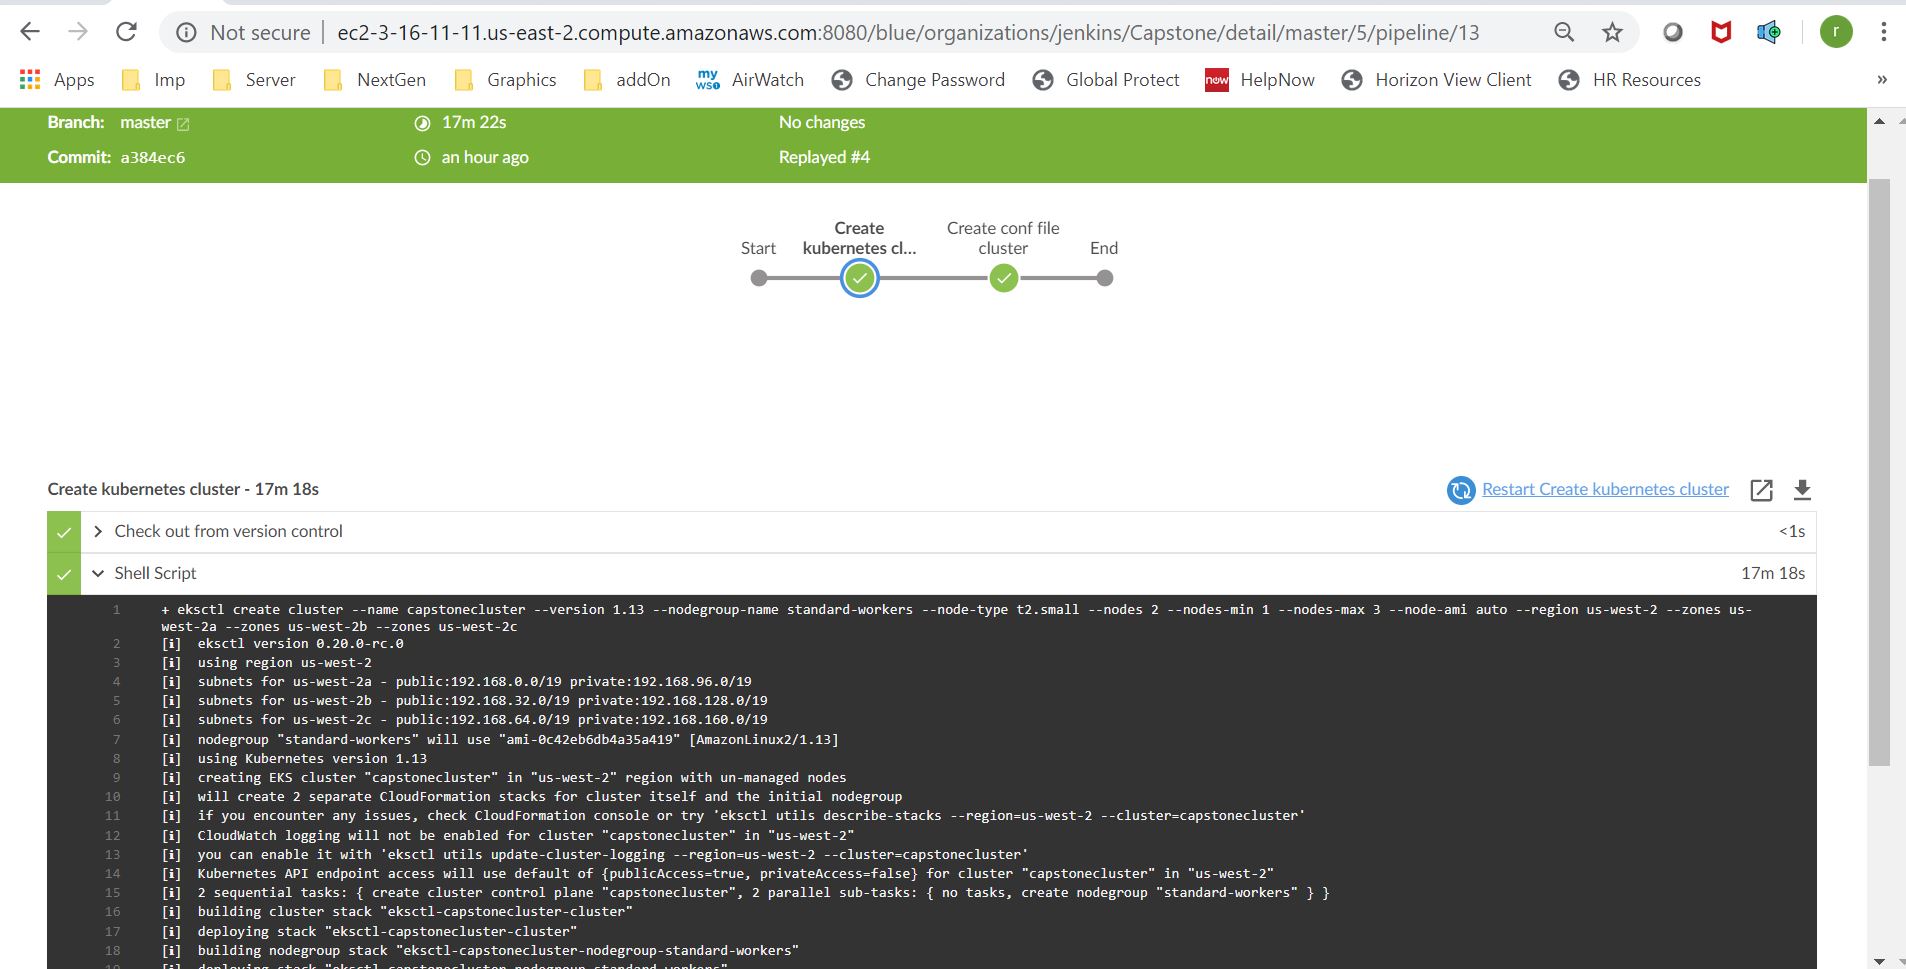 Not secure | ec2-3-16-11-11.us-east-2.compute.amazonaws.com:8080/blue/organizations/jenkins/Capstone/detail/master/5/pipeline/13 r
Apps Imp Server NextGen Graphics addOn my WS1 AirWatch Change Password Global Protect now HelpNow Horizon View Client HR Resources »
Branch: master 17m 22s No changes
Commit: a384ec6 an hour ago Replayed #4
Start Create kubernetes cl... Create conf file cluster End
Create kubernetes cluster - 17m 18s Restart Create kubernetes cluster
Check out from version control <1s
Shell Script 17m 18s
1 + eksctl create cluster --name capstonecluster --version 1.13 --nodegroup-name standard-workers --node-type t2.small --nodes 2 --nodes-min 1 --nodes-max 3 --node-ami auto --region us-west-2 --zones us-
west-2a --zones us-west-2b --zones us-west-2c
2 [i] eksctl version 0.20.0-rc.0
3 [i] using region us-west-2
4 [i] subnets for us-west-2a - public:192.168.0.0/19 private:192.168.96.0/19
5 [i] subnets for us-west-2b - public:192.168.32.0/19 private:192.168.128.0/19
6 [i] subnets for us-west-2c - public:192.168.64.0/19 private:192.168.160.0/19
7 [i] nodegroup "standard-workers" will use "ami-0c42eb6db4a35a419" [AmazonLinux2/1.13]
8 [i] using Kubernetes version 1.13
9 [i] creating EKS cluster "capstonecluster" in "us-west-2" region with un-managed nodes
10 [i] will create 2 separate CloudFormation stacks for cluster itself and the initial nodegroup
11 [i] if you encounter any issues, check CloudFormation console or try 'eksctl utils describe-stacks --region=us-west-2 --cluster=capstonecluster'
12 [i] CloudWatch logging will not be enabled for cluster "capstonecluster" in "us-west-2"
13 [i] you can enable it with 'eksctl utils update-cluster-logging --region=us-west-2 --cluster=capstonecluster'
14 [i] Kubernetes API endpoint access will use default of {publicAccess=true, privateAccess=false} for cluster "capstonecluster" in "us-west-2"
15 [i] 2 sequential tasks: { create cluster control plane "capstonecluster", 2 parallel sub-tasks: { no tasks, create nodegroup "standard-workers" } }
16 [i] building cluster stack "eksctl-capstonecluster-cluster"
17 [i] deploying stack "eksctl-capstonecluster-cluster"
18 [i] building nodegroup stack "eksctl-capstonecluster-nodegroup-standard-workers"
19 [i] deploying stack "eksctl-capstonecluster-nodegroup-standard-workers"